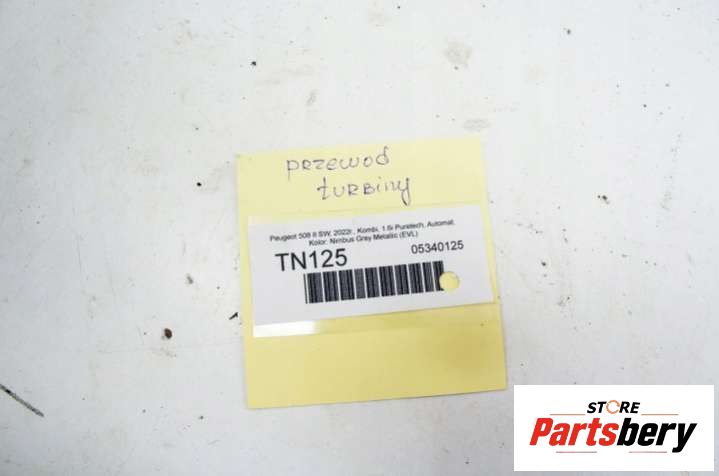 przewod
turbiny
Peugeot 508 II SW, 2022r., Kombi, 1.6i Puretech, Automat,
Kolor: Nimbus Grey Metallic (EVL)
TN125 05340125
STORE
Partsbery